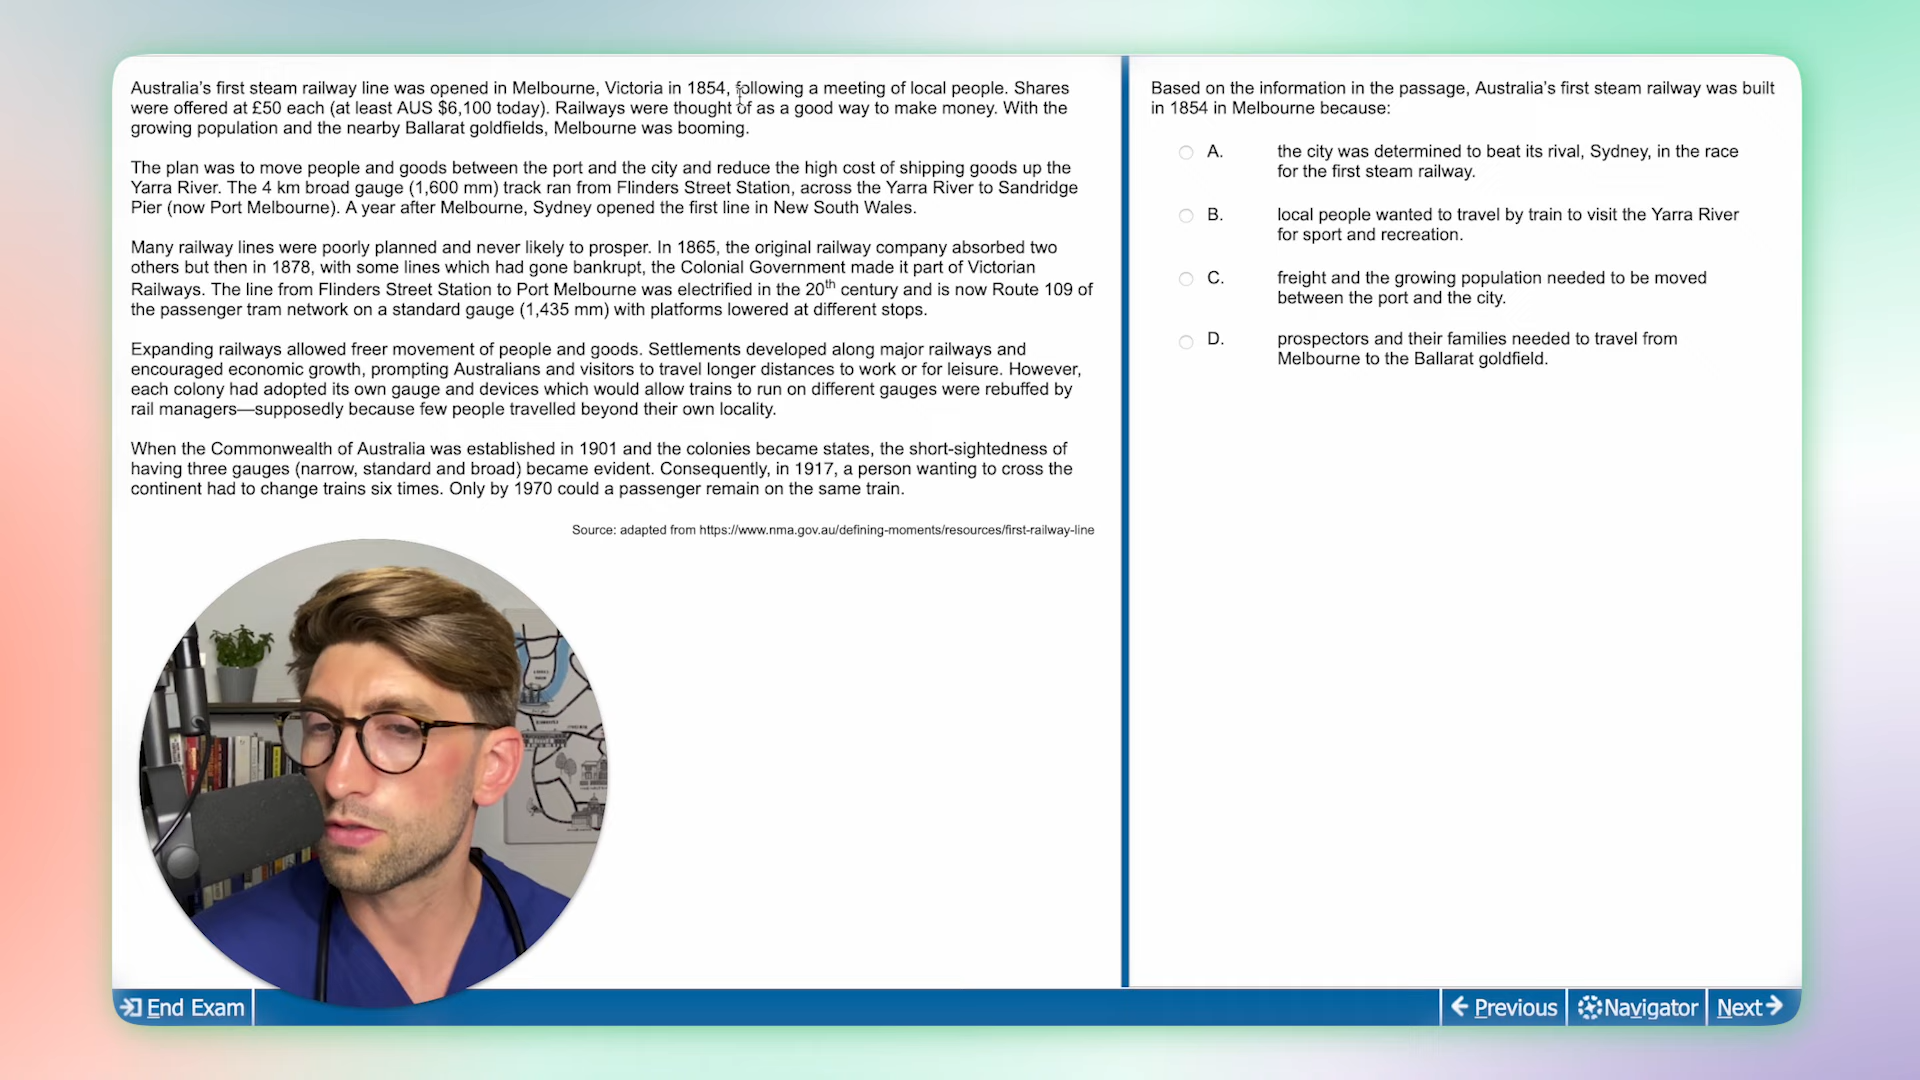 Australia's first steam railway line was opened in Melbourne, Victoria in 1854, following a meeting of local people. Shares
were offered at £50 each (at least AUS $6,100 today). Railways were thought of as a good way to make money. With the
growing population and the nearby Ballarat goldfields, Melbourne was booming.
The plan was to move people and goods between the port and the city and reduce the high cost of shipping goods up the
Yarra River. The 4 km broad gauge (1,600 mm) track ran from Flinders Street Station, across the Yarra River to Sandridge
Pier (now Port Melbourne). A year after Melbourne, Sydney opened the first line in New South Wales.
Many railway lines were poorly planned and never likely to prosper. In 1865, the original railway company absorbed two
others but then in 1878, with some lines which had gone bankrupt, the Colonial Government made it part of Victorian
Railways. The line from Flinders Street Station to Port Melbourne was electrified in the 20th century and is now Route 109 of
the passenger tram network on a standard gauge (1,435 mm) with platforms lowered at different stops.
Expanding railways allowed freer movement of people and goods. Settlements developed along major railways and
encouraged economic growth, prompting Australians and visitors to travel longer distances to work or for leisure. However,
each colony had adopted its own gauge and devices which would allow trains to run on different gauges were rebuffed by
rail managers—supposedly because few people travelled beyond their own locality.
When the Commonwealth of Australia was established in 1901 and the colonies became states, the short-sightedness of
having three gauges (narrow, standard and broad) became evident. Consequently, in 1917, a person wanting to cross the
continent had to change trains six times. Only by 1970 could a passenger remain on the same train.
Source: adapted from https://www.nma.gov.au/defining-moments/resources/first-railway-line
Based on the information in the passage, Australia's first steam railway was built
in 1854 in Melbourne because:
A. the city was determined to beat its rival, Sydney, in the race
for the first steam railway.
B. local people wanted to travel by train to visit the Yarra River
for sport and recreation.
C. freight and the growing population needed to be moved
between the port and the city.
D. prospectors and their families needed to travel from
Melbourne to the Ballarat goldfield.
End Exam
Previous
Navigator
Next